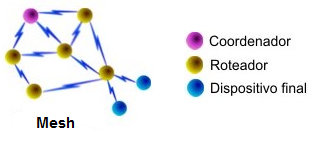 Coordenador
Roteador
Dispositivo final
Mesh